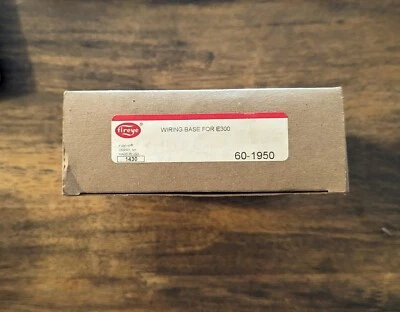 fireye®
WIRING BASE FOR E300
60-1950
1430